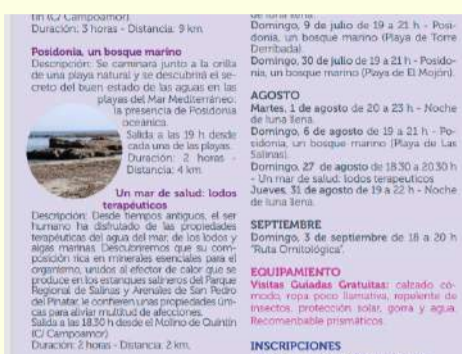 tín (C/ Campoamor).
Duración: 3 horas - Distancia: 9 km.
Posidonia, un bosque marino
Descripción: Se caminará junto a la orilla
de una playa natural y se descubrirá el se-
creto del buen estado de las aguas en las
playas del Mar Mediterráneo:
la presencia de Posidonia
oceánica.
Salida a las 19 h desde
cada una de las playas.
Duración: 2 horas -
Distancia: 4 km.
Un mar de salud: lodos
terapéuticos
Descripción: Desde tiempos antiguos, el ser
humano ha disfrutado de las propiedades
terapéuticas del agua del mar, de los lodos y
algas marinas. Descubriremos que su com-
posición rica en minerales esenciales para el
organismo, unidos al efector de calor que se
produce en los estanques salineros del Parque
Regional de Salinas y Arenales de San Pedro
del Pinatar, le confieren unas propiedades úni-
cas para aliviar multitud de afecciones.
Salida a las 18.30 h desde el Molino de Quintín
(C/ Campoamor)
Duración: 2 horas - Distancia: 2 km.
de luna llena.
Domingo, 9 de julio de 19 a 21 h - Posi-
donia, un bosque marino (Playa de Torre
Derribada).
Domingo, 30 de julio de 19 a 21 h - Posido-
nia, un bosque marino (Playa de El Mojón).
AGOSTO
Martes, 1 de agosto de 20 a 23 h - Noche
de luna llena.
Domingo, 6 de agosto de 19 a 21 h - Po-
sidonia, un bosque marino (Playa de Las
Salinas).
Domingo, 27 de agosto de 18.30 a 20.30 h
- Un mar de salud: lodos terapeuticos
Jueves, 31 de agosto de 19 a 22 h - Noche
de luna llena.
SEPTIEMBRE
Domingo, 3 de septiembre de 18 a 20 h
"Ruta Ornitológica".
EQUIPAMIENTO
Visitas Guiadas Gratuitas: calzado có-
modo, ropa poco llamativa, repelente de
insectos, protección solar, gorra y agua.
Recomendable prismáticos.
INSCRIPCIONES